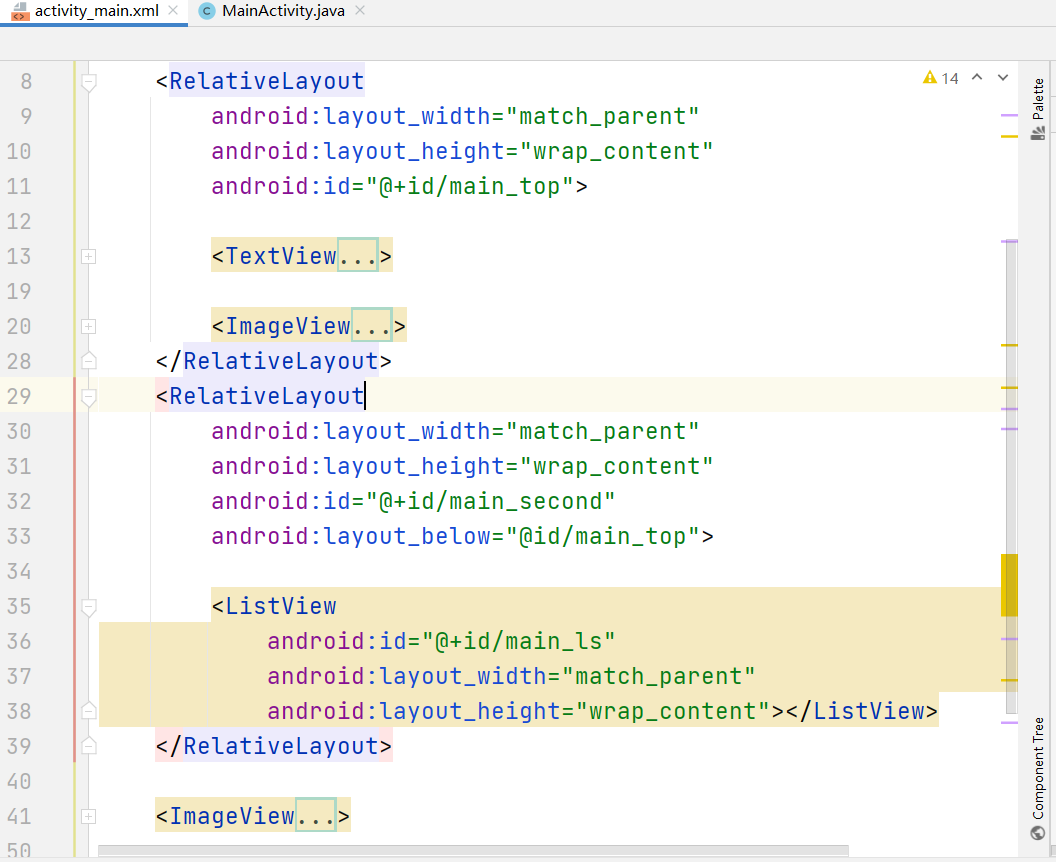 activity_main.xml MainActivity.java
8 <RelativeLayout 14
9 android:layout_width="match_parent"
10 android:layout_height="wrap_content"
11 android:id="@+id/main_top">
12
13 <TextView...>
19
20 <ImageView...>
28 </RelativeLayout>
29 <RelativeLayout
30 android:layout_width="match_parent"
31 android:layout_height="wrap_content"
32 android:id="@+id/main_second"
33 android:layout_below="@id/main_top">
34
35 <ListView
36 android:id="@+id/main_ls"
37 android:layout_width="match_parent"
38 android:layout_height="wrap_content"></ListView>
39 </RelativeLayout>
40
41 <ImageView...>
50
Palette
Component Tree